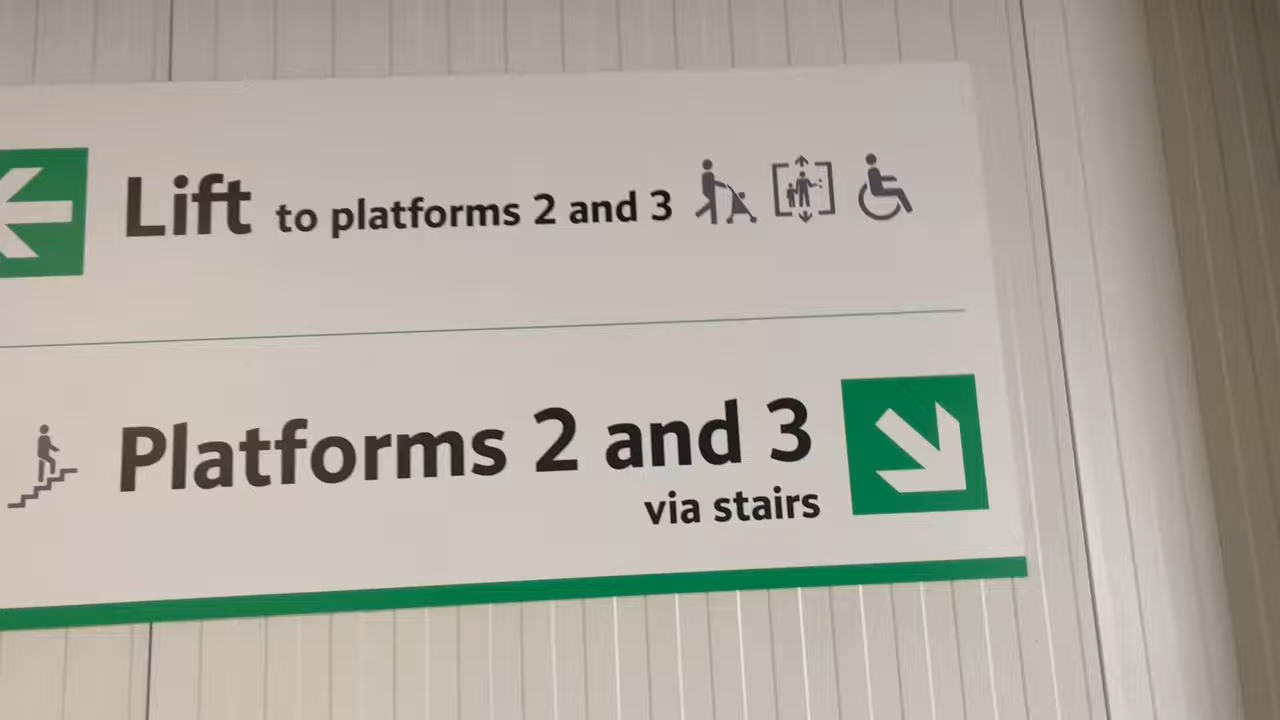 Lift to platforms 2 and 3
Platforms 2 and 3
via stairs